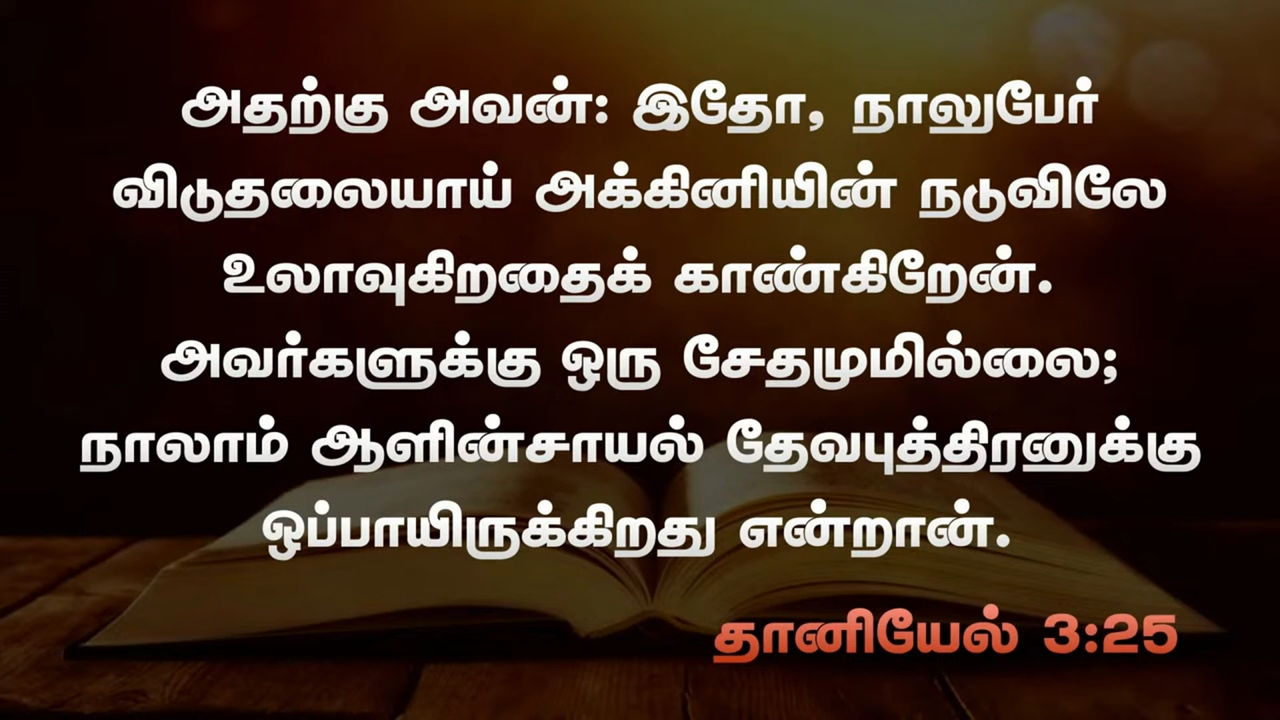 அதற்கு அவன்: இதோ, நாலுபேர்
விடுதலையாய் அக்கினியின் நடுவிலே
உலாவுகிறதைக் காண்கிறேன்.
அவர்களுக்கு ஒரு சேதமுமில்லை;
நாலாம் ஆளின்சாயல் தேவபுத்திரனுக்கு
ஒப்பாயிருக்கிறது என்றான்.
தானியேல் 3:25